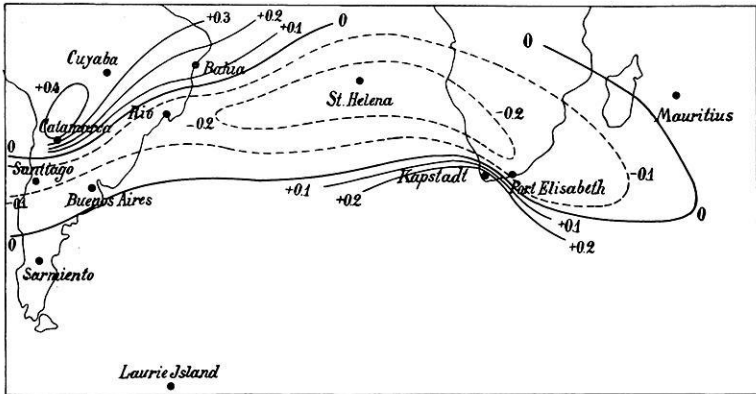 +0.3
+0.2
+0.1
0
0
Cuyaba
Bahia
+0.4
St. Helena
Rio
-0.2
-0.2
Mauritius
Catamarca
0
Santiago
Kapstadt
Port Elisabeth
-0.1
+0.1
+0.2
-0.1
Buenos Aires
0
+0.1
0
+0.2
Sarmiento
Laurie Island